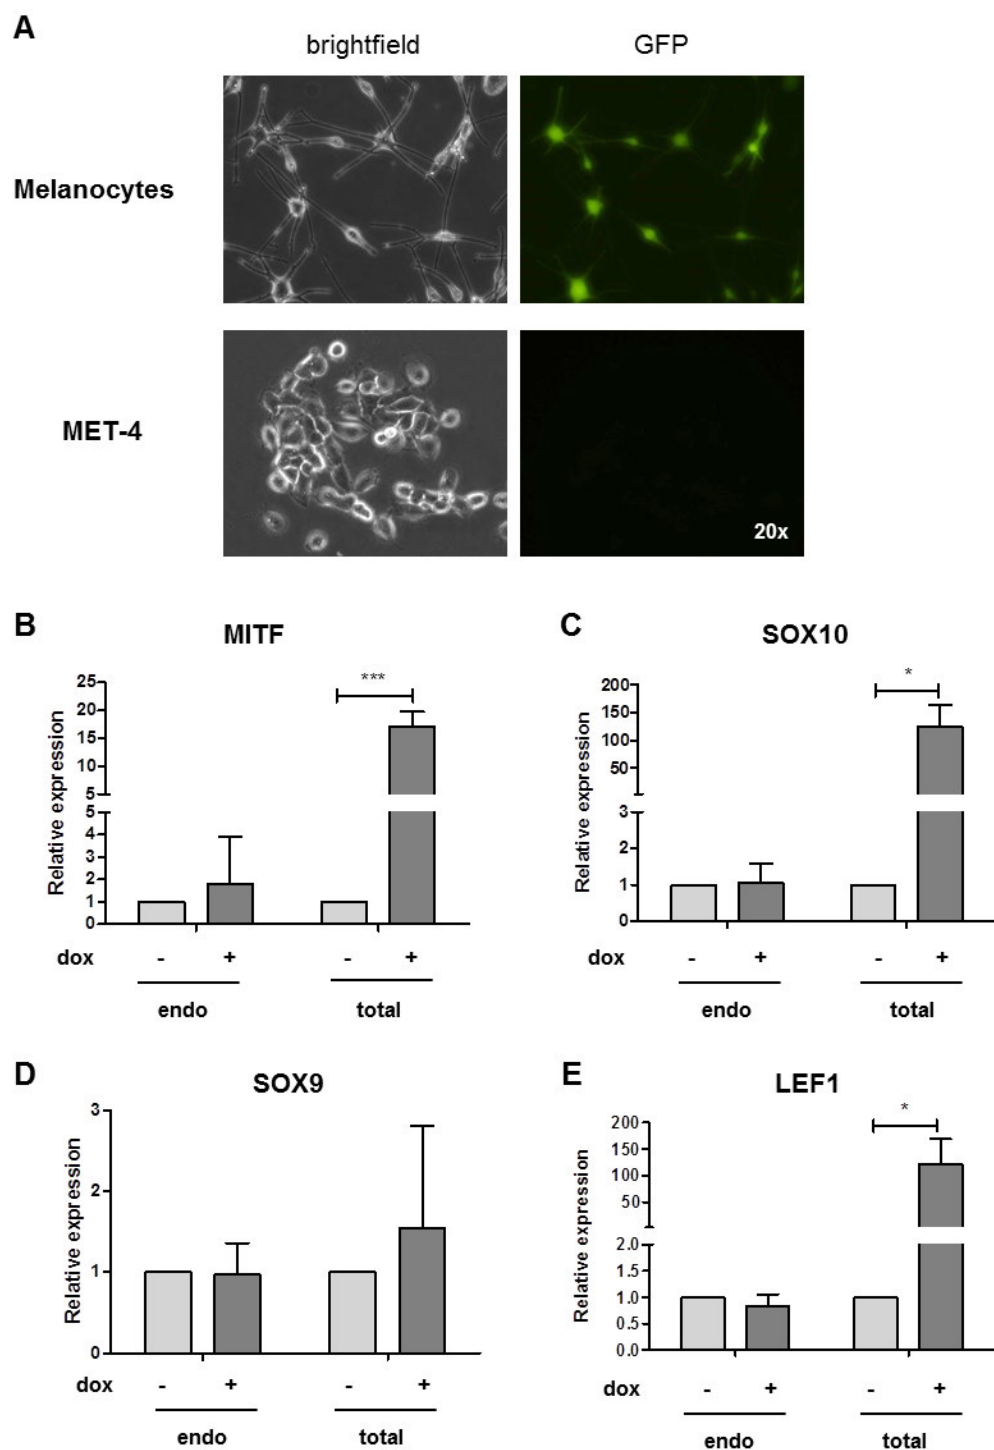 A
brightfield GFP
Melanocytes
MET-4
20x
B MITF
Relative expression
25
20
15
10
5
5
4
3
2
1
0
***
dox - + - +
endo total
C SOX10
Relative expression
200
150
100
50
3
2
1
0
*
dox - + - +
endo total
D SOX9
Relative expression
3
2
1
0
dox - + - +
endo total
E LEF1
Relative expression
200
150
100
50
2.0
1.5
1.0
0.5
0.0
*
dox - + - +
endo total